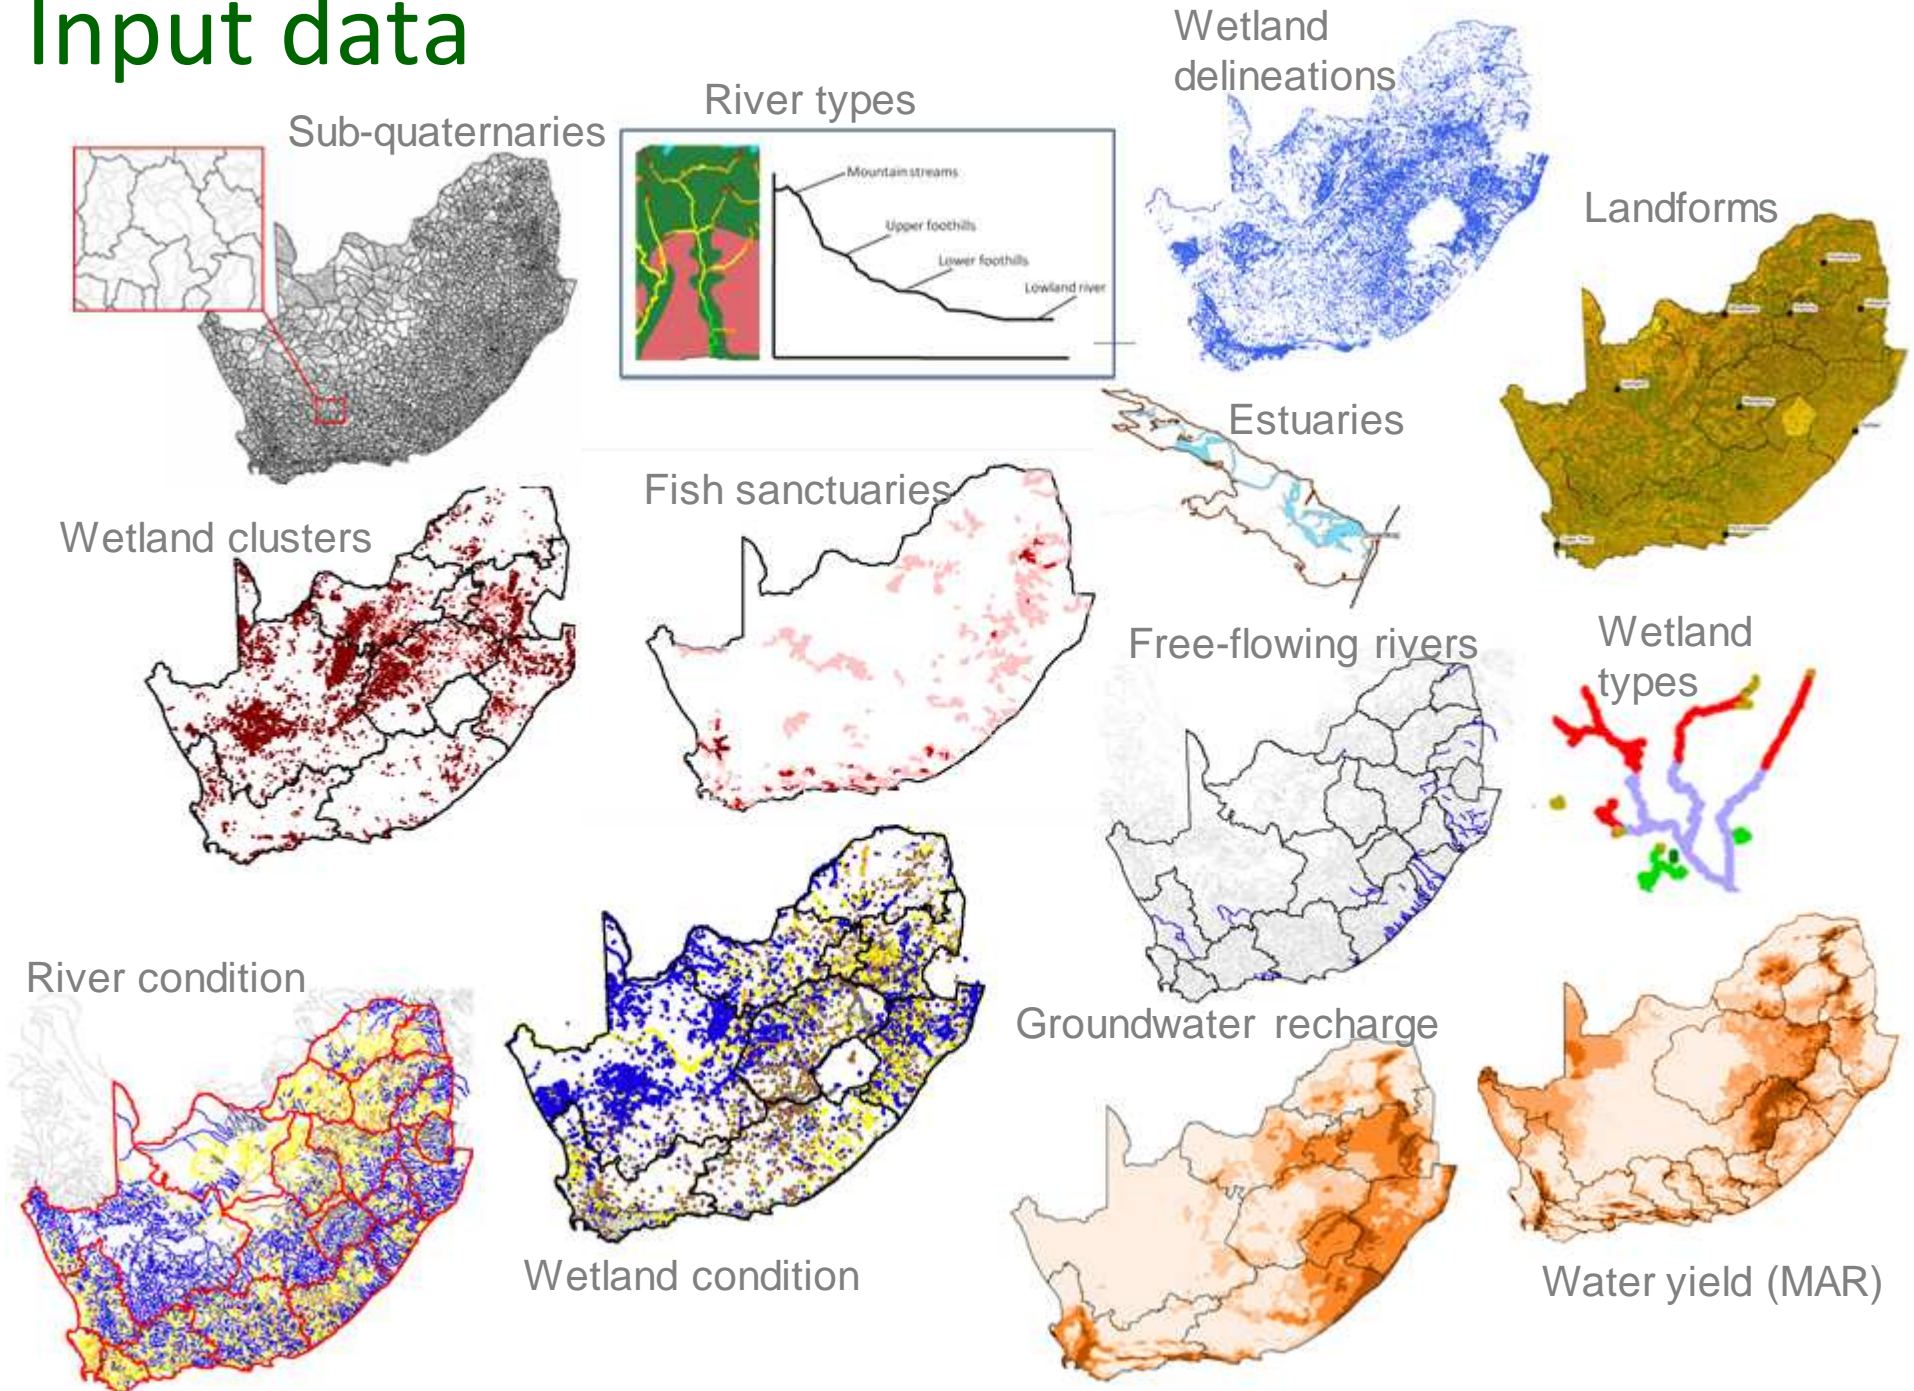 Input data
Wetland
delineations
River types
Sub-quaternaries
Mountain streams
Upper foothills
Lower foothills
Lowland river
Landforms
Estuaries
Fish sanctuaries
Wetland clusters
Free-flowing rivers
Wetland
types
River condition
Groundwater recharge
Wetland condition
Water yield (MAR)